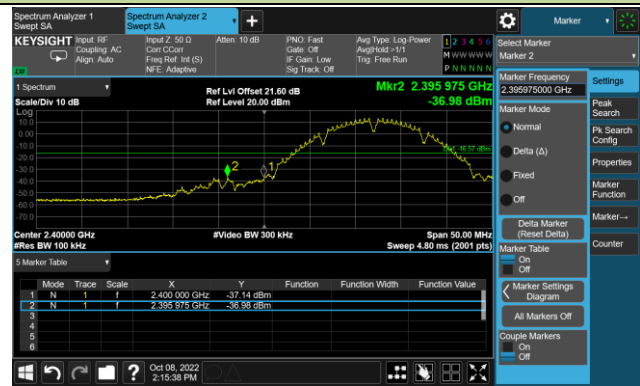 Spectrum Analyzer 1
Swept SA
Spectrum Analyzer 2
Swept SA
+
Marker
KEYSIGHT
Input: RF
Coupling: AC
Align: Auto
Input Z: 50 Ω
Corr CCorr
Freq Ref: Int (S)
NFE: Adaptive
Atten: 10 dB
PNO: Fast
Gate: Off
IF Gain: Low
Sig Track: Off
Avg Type: Log-Power
Avg|Hold:>1/1
Trig: Free Run
1 2 3 4 5 6
M W W W W W
P N N N N N
Select Marker
Marker 2
1 Spectrum
Scale/Div 10 dB
Log
Ref Lvl Offset 21.60 dB
Ref Level 20.00 dBm
Mkr2 2.395 975 GHz
-36.98 dBm
10.0
0.00
-10.0
-20.0
-30.0
-40.0
-50.0
-60.0
-70.0
2
1
Center 2.40000 GHz
#Res BW 100 kHz
#Video BW 300 kHz
Span 50.00 MHz
Sweep 4.80 ms (2001 pts)
5 Marker Table
Mode Trace Scale X Y Function Function Width Function Value
1 N 1 f 2.400 000 GHz -37.14 dBm
2 N 1 f 2.395 975 GHz -36.98 dBm
3
4
5
6
Marker Frequency
2.395975000 GHz
Marker Mode
Normal
Delta (Δ)
Fixed
Off
Delta Marker
(Reset Delta)
Marker Table
On
Off
Marker Settings
Diagram
All Markers Off
Couple Markers
On
Off
Settings
Peak
Search
Pk Search
Config
Properties
Marker
Function
Marker→
Counter
?
Oct 08, 2022
2:15:38 PM